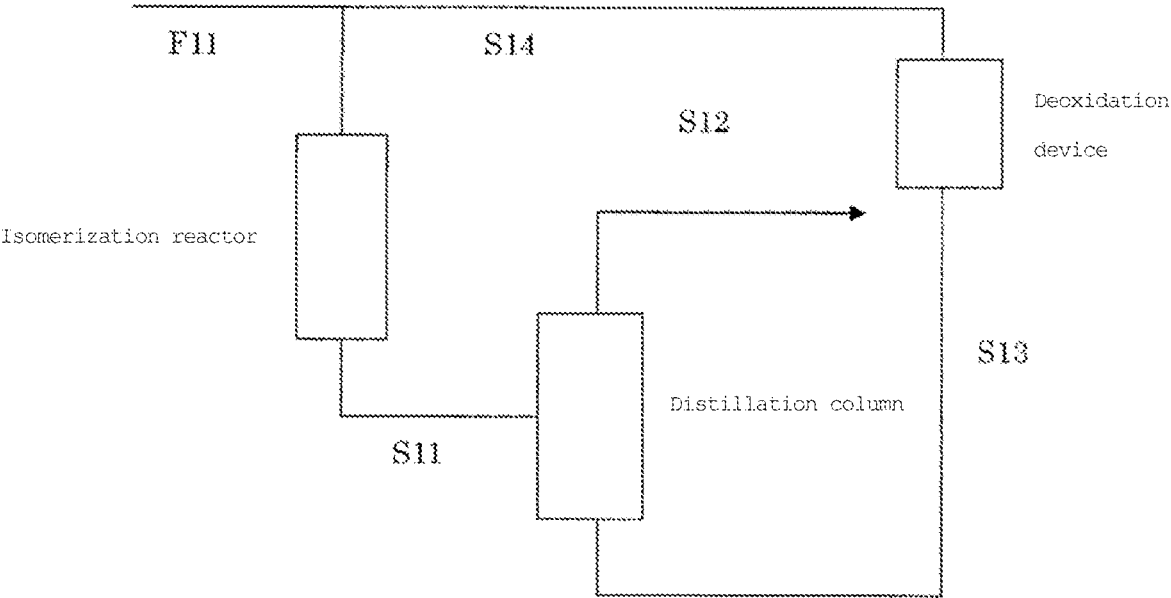 F11
S14
Deoxidation
device
S12
Isomerization reactor
S13
Distillation column
S11